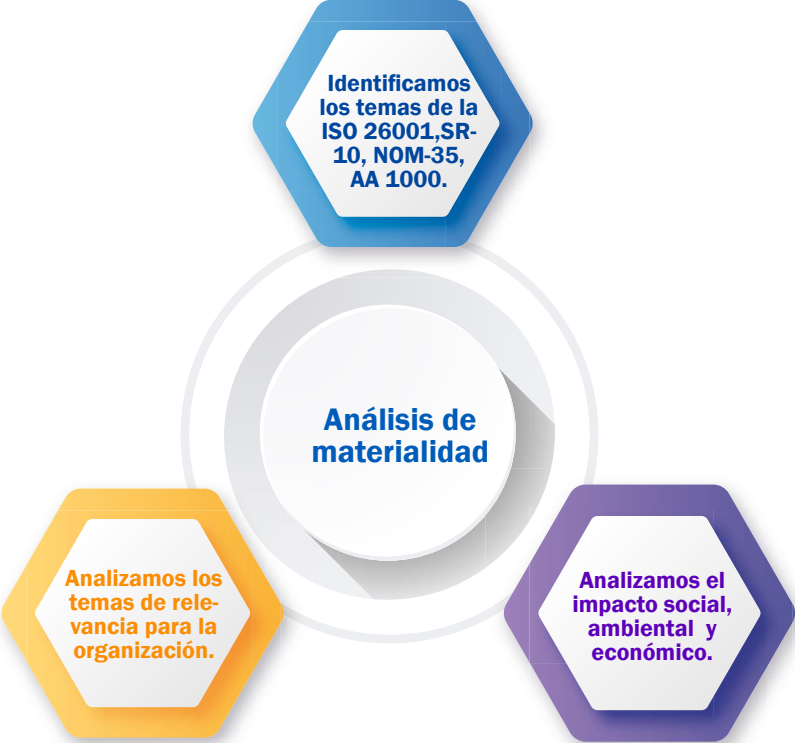 Identificamos
los temas de la
ISO 26001,SR-
10, NOM-35,
AA 1000.
Análisis de
materialidad
Analizamos los
temas de rele-
vancia para la
organización.
Analizamos el
impacto social,
ambiental y
económico.